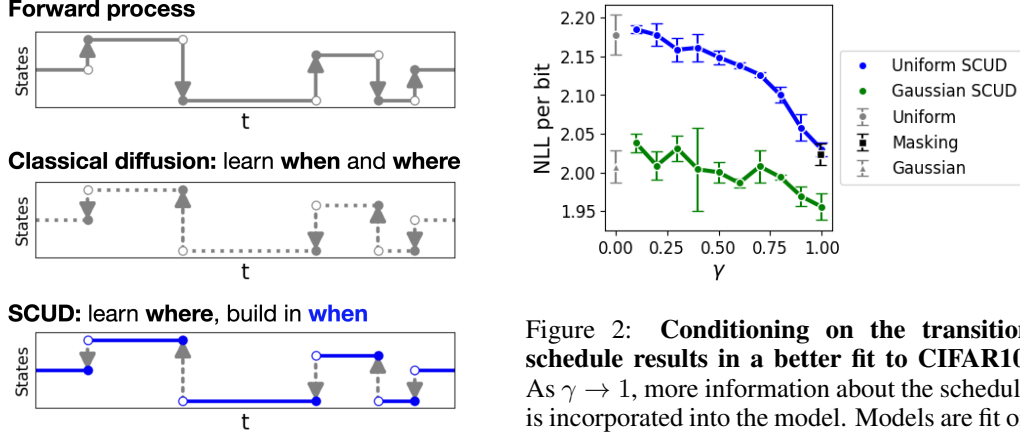 Forward process
States
t
Classical diffusion: learn when and where
States
t
SCUD: learn where, build in when
States
t
NLL per bit
2.20
2.15
2.10
2.05
2.00
1.95
0.00 0.25 0.50 0.75 1.00
γ
Uniform SCUD
Gaussian SCUD
Uniform
Masking
Gaussian
Figure 2: Conditioning on the transition
schedule results in a better fit to CIFAR10
As γ → 1, more information about the schedul
is incorporated into the model. Models are fit o